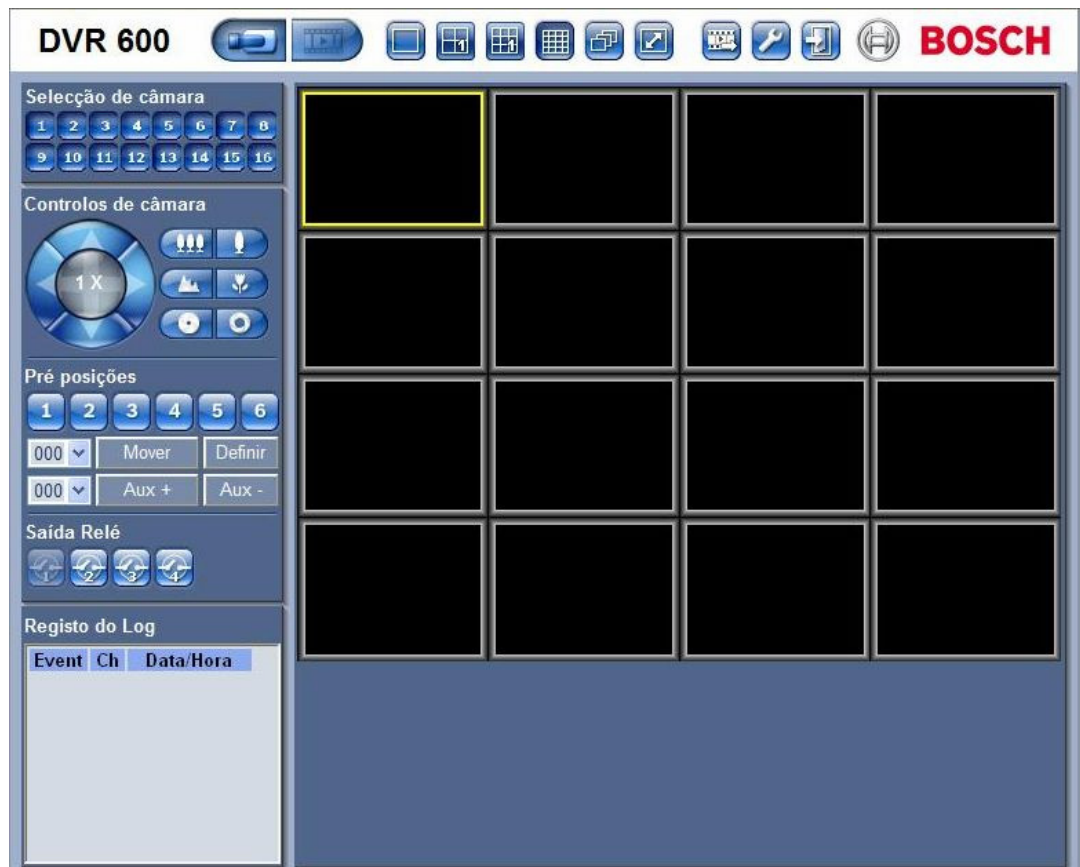 DVR 600
1
1
BOSCH
Selecção de câmara
1 2 3 4 5 6 7 8
9 10 11 12 13 14 15 16
Controlos de câmara
1 X
Pré posições
1 2 3 4 5 6
000 Mover Definir
000 Aux + Aux -
Saída Relé
1 2 3 4
Registo do Log
Event Ch Data/Hora